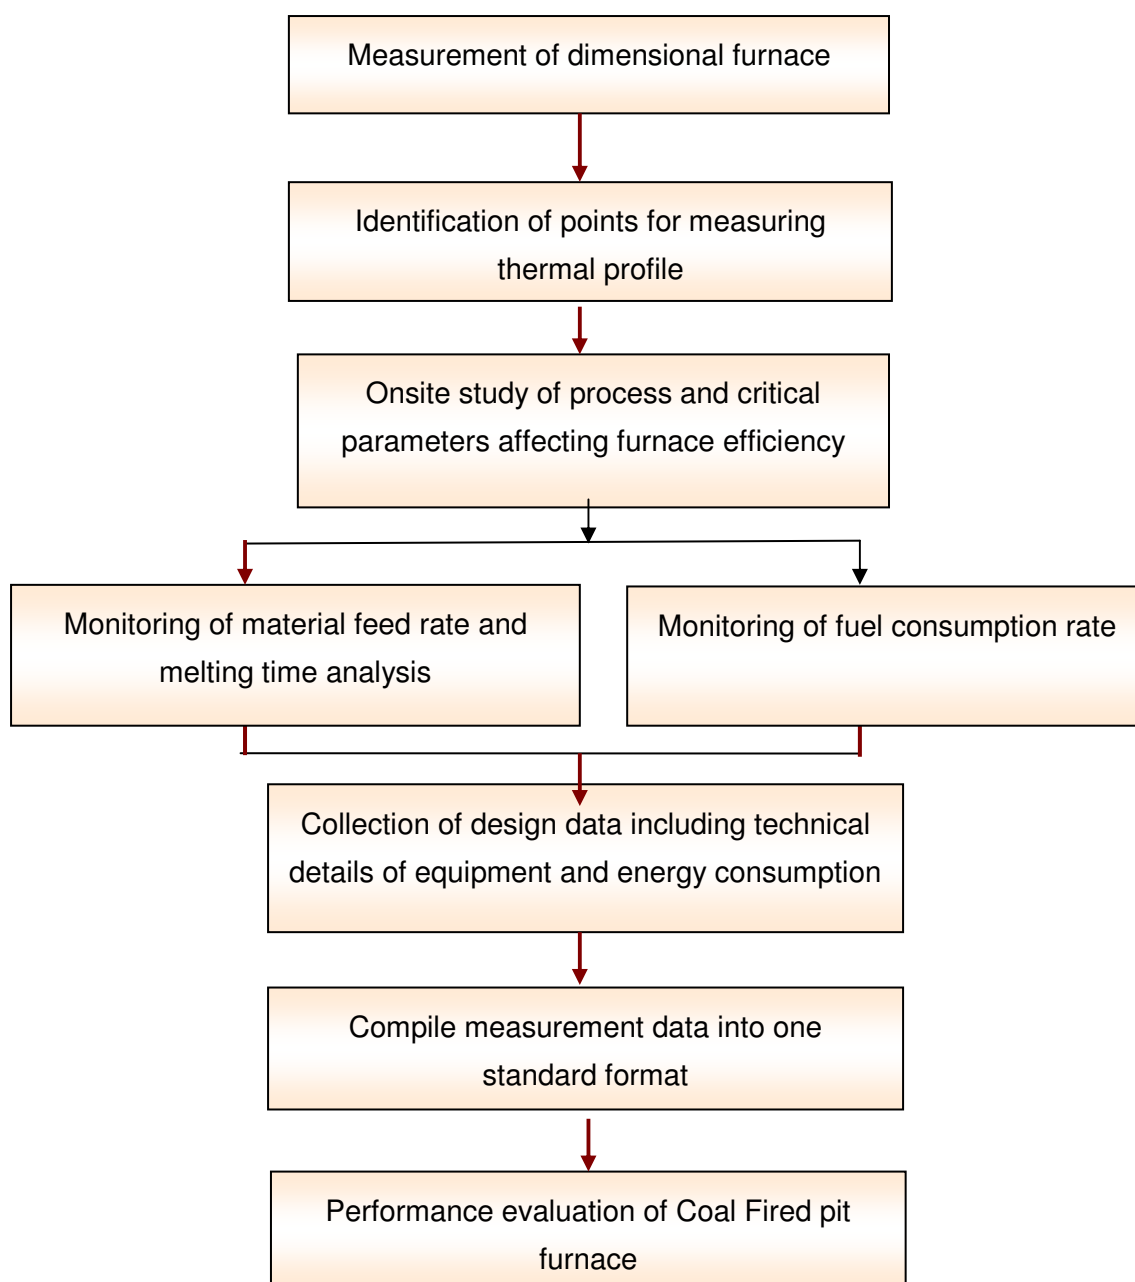 Measurement of dimensional furnace
Identification of points for measuring
thermal profile
Onsite study of process and critical
parameters affecting furnace efficiency
Monitoring of material feed rate and
melting time analysis
Monitoring of fuel consumption rate
Collection of design data including technical
details of equipment and energy consumption
Compile measurement data into one
standard format
Performance evaluation of Coal Fired pit
furnace